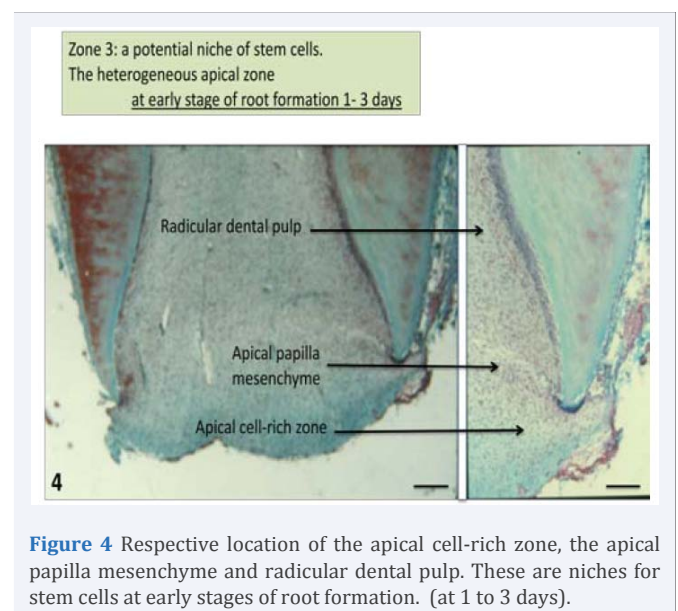 Zone 3: a potential niche of stem cells.
The heterogeneous apical zone
at early stage of root formation 1- 3 days
Radicular dental pulp
Apical papilla
mesenchyme
Apical cell-rich zone
4
Figure 4 Respective location of the apical cell-rich zone, the apical
papilla mesenchyme and radicular dental pulp. These are niches for
stem cells at early stages of root formation. (at 1 to 3 days).